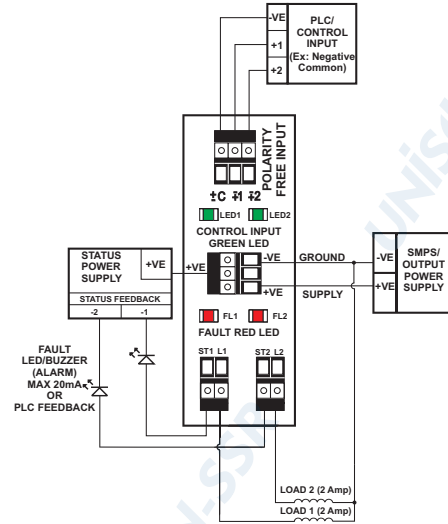 -VE
+1
+2
PLC/
CONTROL
INPUT
(Ex: Negative
Common)
±C ∓1 ∓2
POLARITY
FREE INPUT
LED1 LED2
CONTROL INPUT
GREEN LED
STATUS
POWER
SUPPLY
+VE
STATUS FEEDBACK
-2 -1
+VE
-VE
+VE
GROUND
SUPPLY
-VE
+VE
SMPS/
OUTPUT
POWER
SUPPLY
FL1 FL2
FAULT RED LED
ST1 L1 ST2 L2
FAULT
LED/BUZZER
(ALARM)
MAX 20mA
OR
PLC FEEDBACK
LOAD 2 (2 Amp)
LOAD 1 (2 Amp)